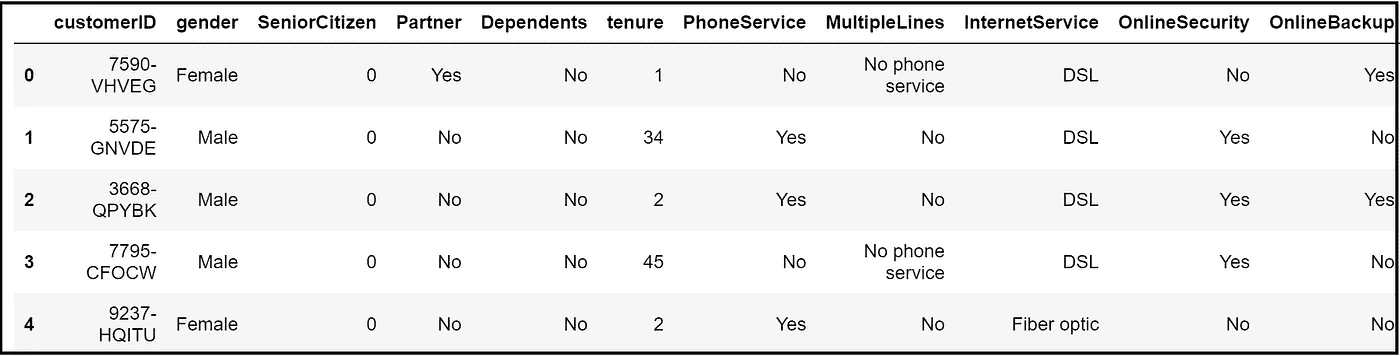 customerID gender SeniorCitizen Partner Dependents tenure PhoneService MultipleLines InternetService OnlineSecurity OnlineBackup
0 7590-VHVEG Female 0 Yes No 1 No No phone service DSL No Yes
1 5575-GNVDE Male 0 No No 34 Yes No DSL Yes No
2 3668-QPYBK Male 0 No No 2 Yes No DSL Yes Yes
3 7795-CFOCW Male 0 No No 45 No No phone service DSL Yes No
4 9237-HQITU Female 0 No No 2 Yes No Fiber optic No No